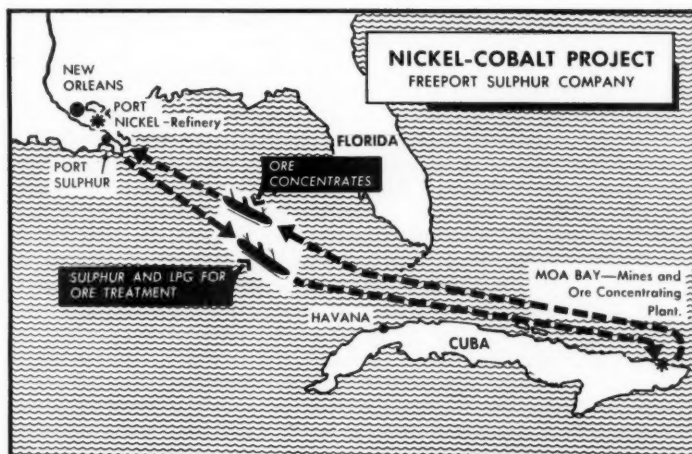 NICKEL-COBALT PROJECT
FREEPORT SULPHUR COMPANY
NEW
ORLEANS
PORT
NICKEL-Refinery
FLORIDA
PORT
SULPHUR
ORE
CONCENTRATES
SULPHUR AND LPG FOR
ORE TREATMENT
MOA BAY—Mines and
Ore Concentrating
Plant.
HAVANA
CUBA